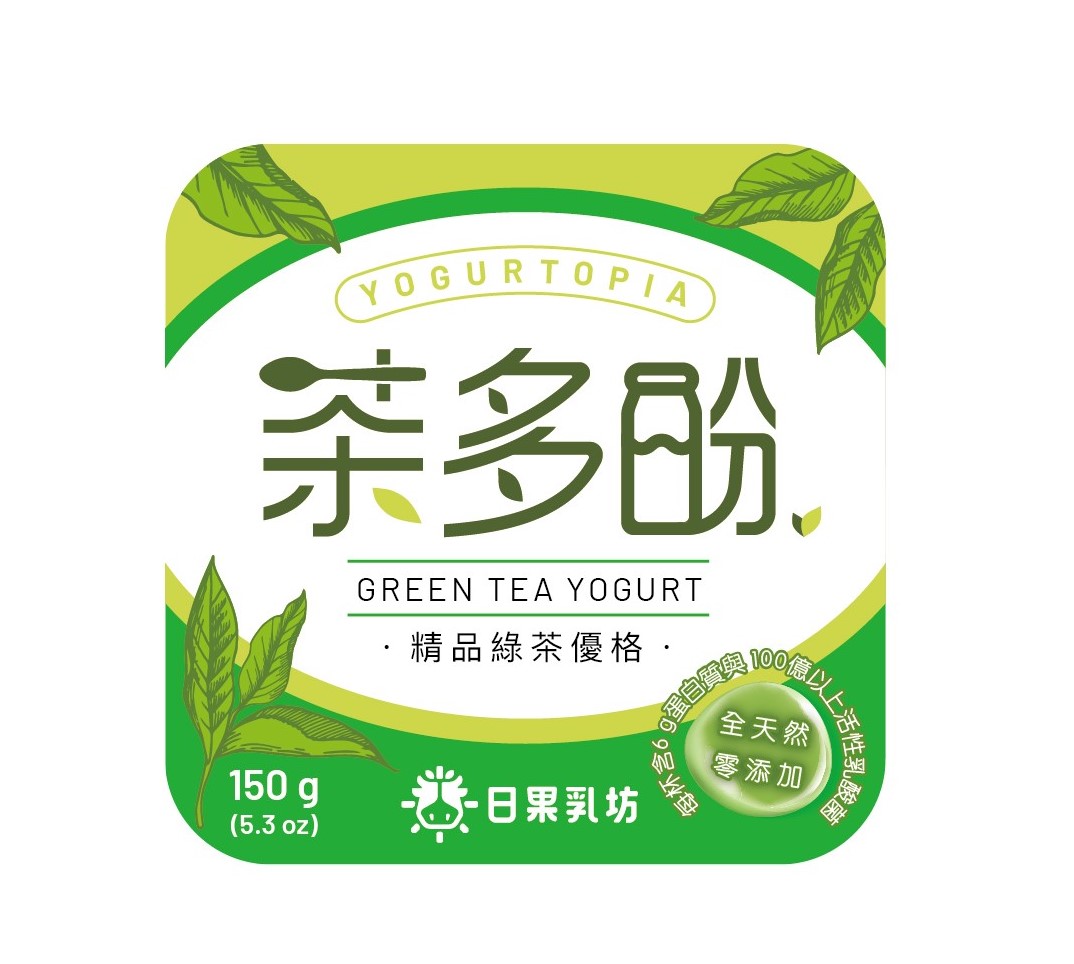 YOGURTOPIA
茶多盼
GREEN TEA YOGURT
·精品綠茶優格·
每杯含6g蛋白質與100億以上活性乳酸菌
全天然
零添加
150 g
(5.3 oz)
日果乳坊